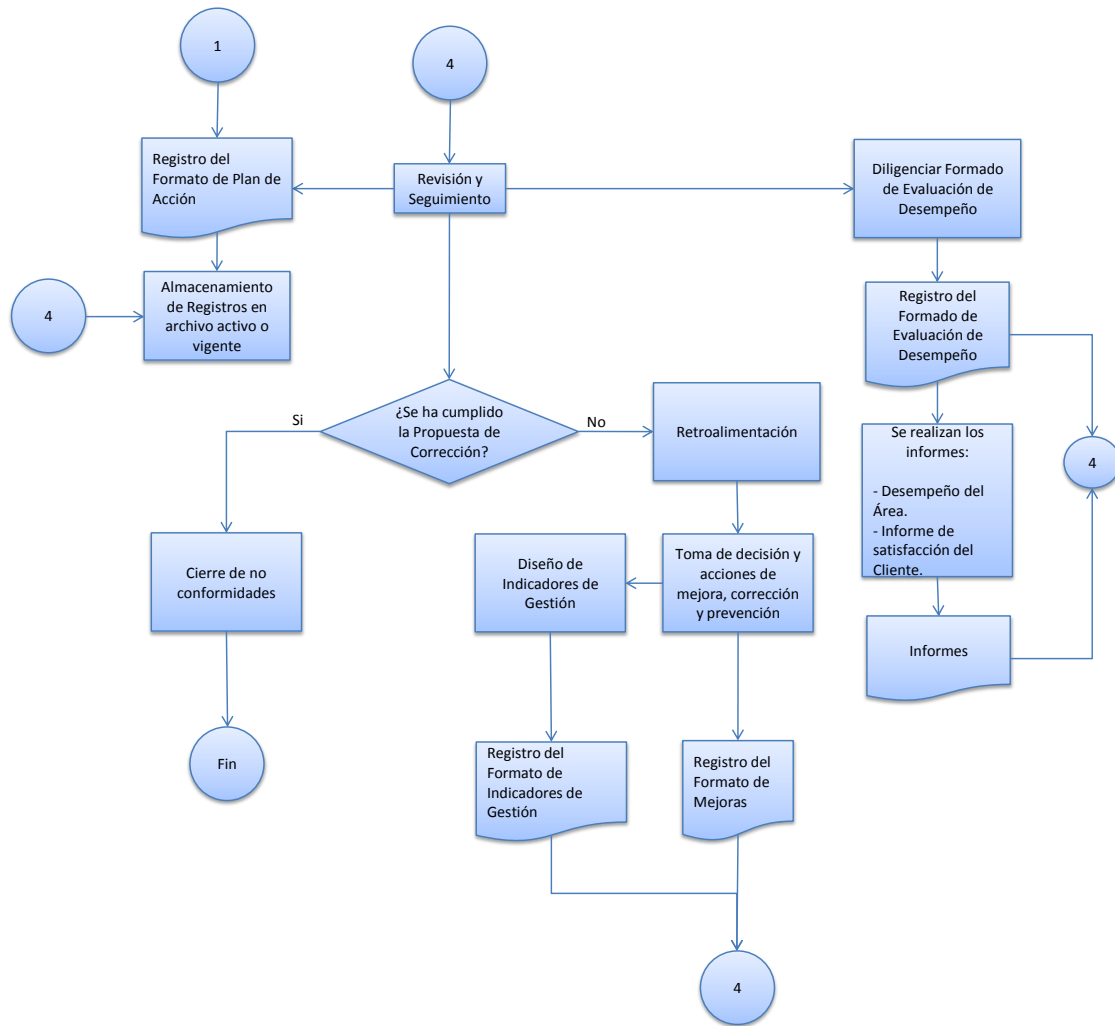 1
4
Registro del
Formato de Plan de
Acción
Revisión y
Seguimiento
Diligenciar Formado
de Evaluación de
Desempeño
4
Almacenamiento
de Registros en
archivo activo o
vigente
Registro del
Formado de
Evaluación de
Desempeño
Si
¿Se ha cumplido
la Propuesta de
Corrección?
No
Retroalimentación
Se realizan los
informes:
- Desempeño del
Área.
- Informe de
satisfacción del
Cliente.
4
Cierre de no
conformidades
Diseño de
Indicadores de
Gestión
Toma de decisión y
acciones de
mejora, corrección
y prevención
Informes
Fin
Registro del
Formato de
Indicadores de
Gestión
Registro del
Formato de
Mejoras
4